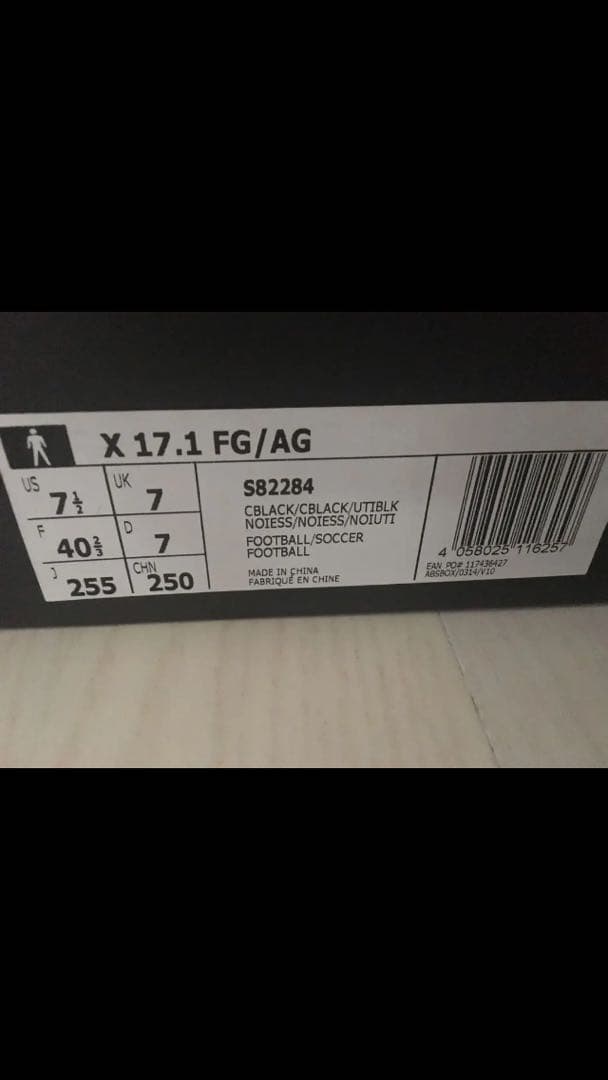 X 17.1 FG/AG
US 7½
UK 7
F 40⅔
D 7
J 255
CHN 250
S82284
CBLACK/CBLACK/UTIBLK
NOIESS/NOIESS/NOIUTI
FOOTBALL/SOCCER
FOOTBALL
MADE IN CHINA
FABRIQUÉ EN CHINE
4 058025 116257
EAN PO# 117436427
ABSBOX/0314/V10